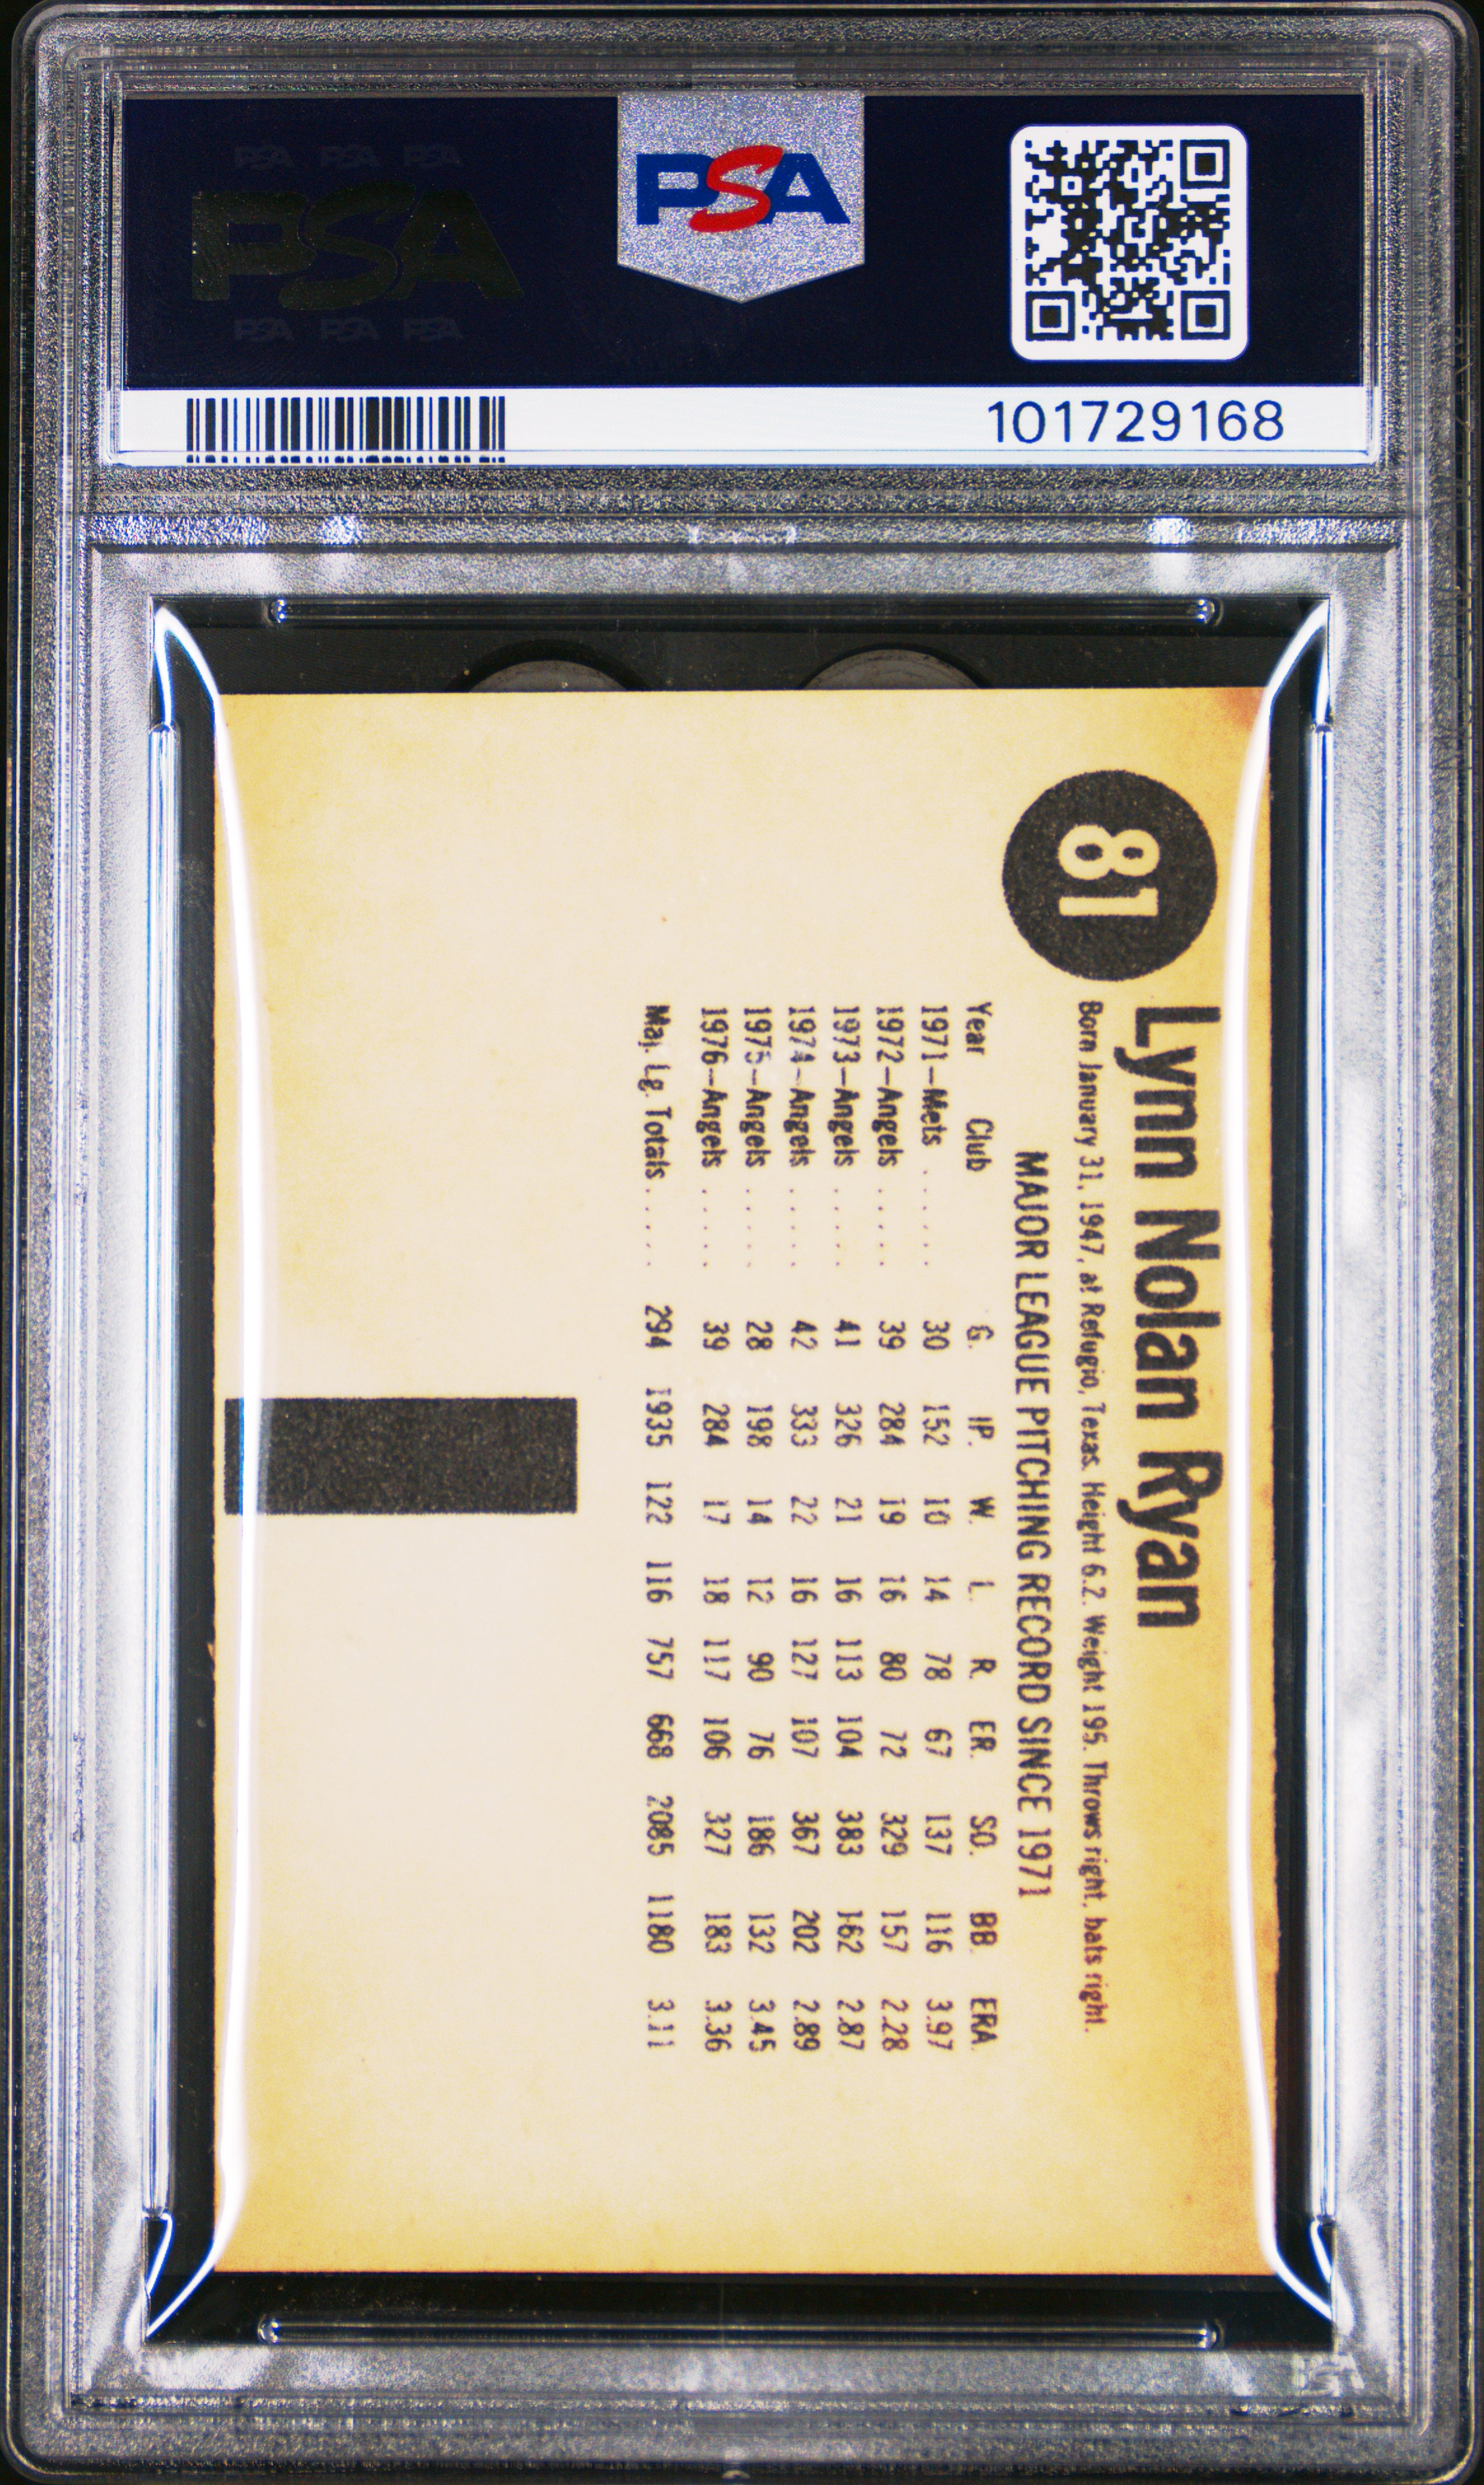 PSA PSA PSA
PSA
PSA PSA PSA
PSA
101729168
81
Lynn Nolan Ryan
Born January 31, 1947, at Refugio, Texas. Height 6.2. Weight 195. Throws right, bats right.
MAJOR LEAGUE PITCHING RECORD SINCE 1971
Year Club G. IP. W. L. R. ER. SO. BB. ERA.
1971—Mets ..... 30 152 10 14 78 67 137 116 3.97
1972—Angels ..... 39 284 19 16 80 72 329 157 2.28
1973—Angels ..... 41 326 21 16 113 104 383 162 2.87
1974—Angels ..... 42 333 22 16 127 107 367 202 2.89
1975—Angels ..... 28 198 14 12 90 76 186 132 3.45
1976—Angels ..... 39 284 17 18 117 106 327 183 3.36
Maj. Lg. Totals ..... 294 1935 122 116 757 668 2085 1180 3.11